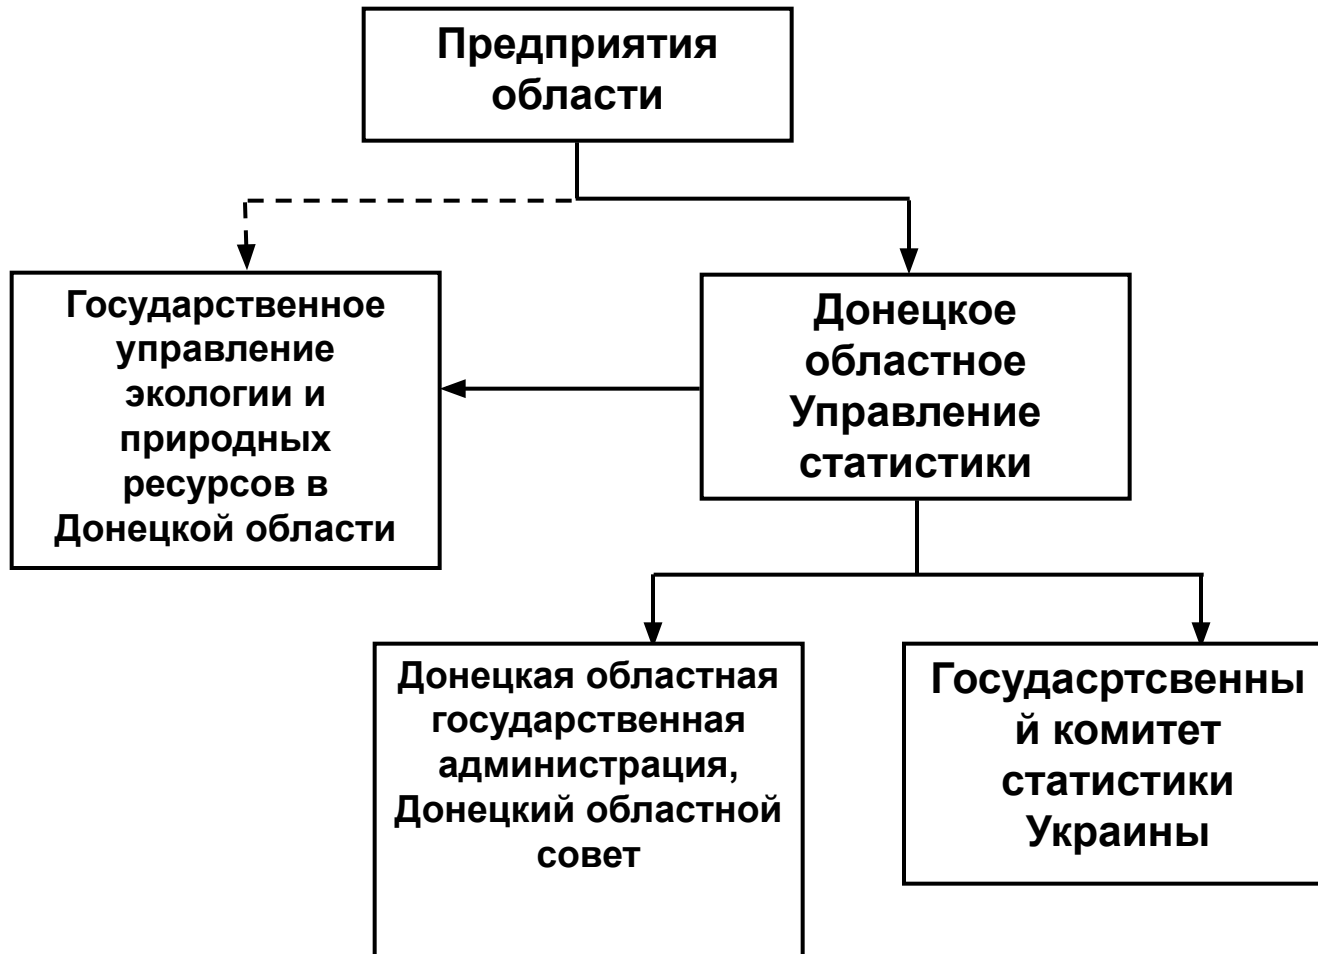 Предприятия
области
Государственное
управление
экологии и
природных
ресурсов в
Донецкой области
Донецкое
областное
Управление
статистики
Донецкая областная
государственная
администрация,
Донецкий областной
совет
Госудасртсвенны
й комитет
статистики
Украины